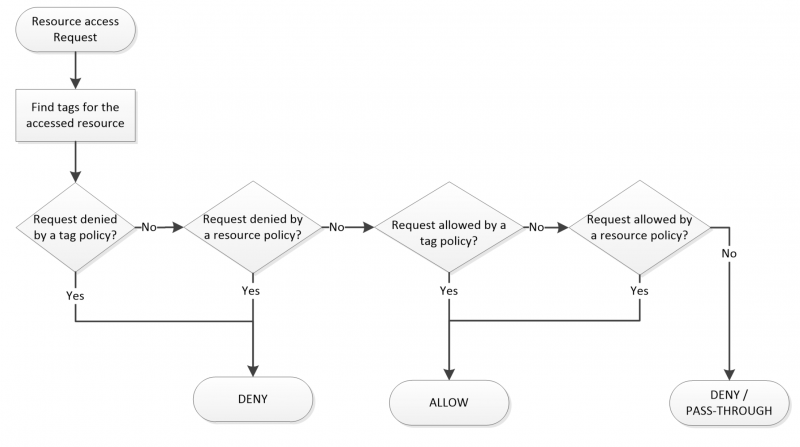 Resource access
Request
Find tags for the
accessed resource
Request denied
by a tag policy?
No
Request denied by
a resource policy?
No
Request allowed by a
tag policy?
No
Request allowed by
a resource policy?
No
Yes
Yes
Yes
Yes
DENY
ALLOW
DENY /
PASS-THROUGH